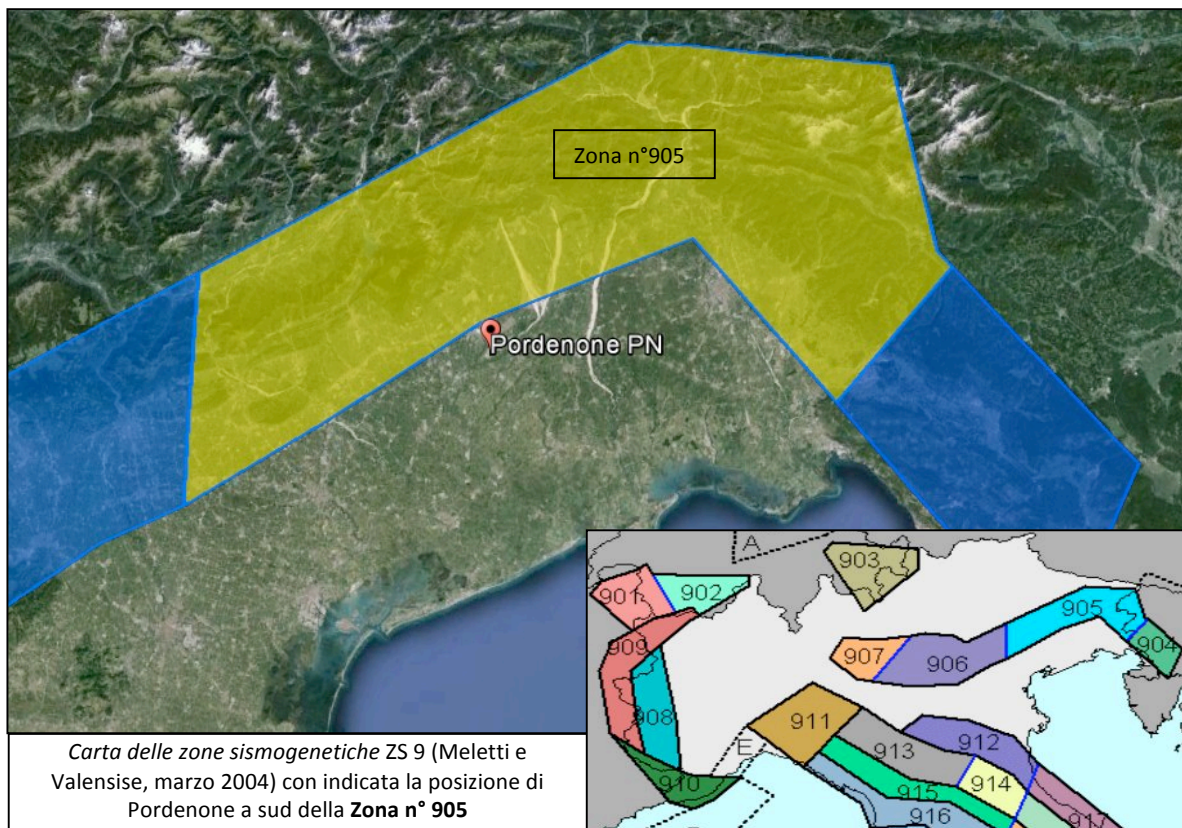 Zona n°905
Pordenone PN
A
903
901
902
905
904
909
907
906
908
911
912
913
E
914
910
915
916
917
Carta delle zone sismogenetiche ZS 9 (Meletti e
Valensise, marzo 2004) con indicata la posizione di
Pordenone a sud della Zona n° 905